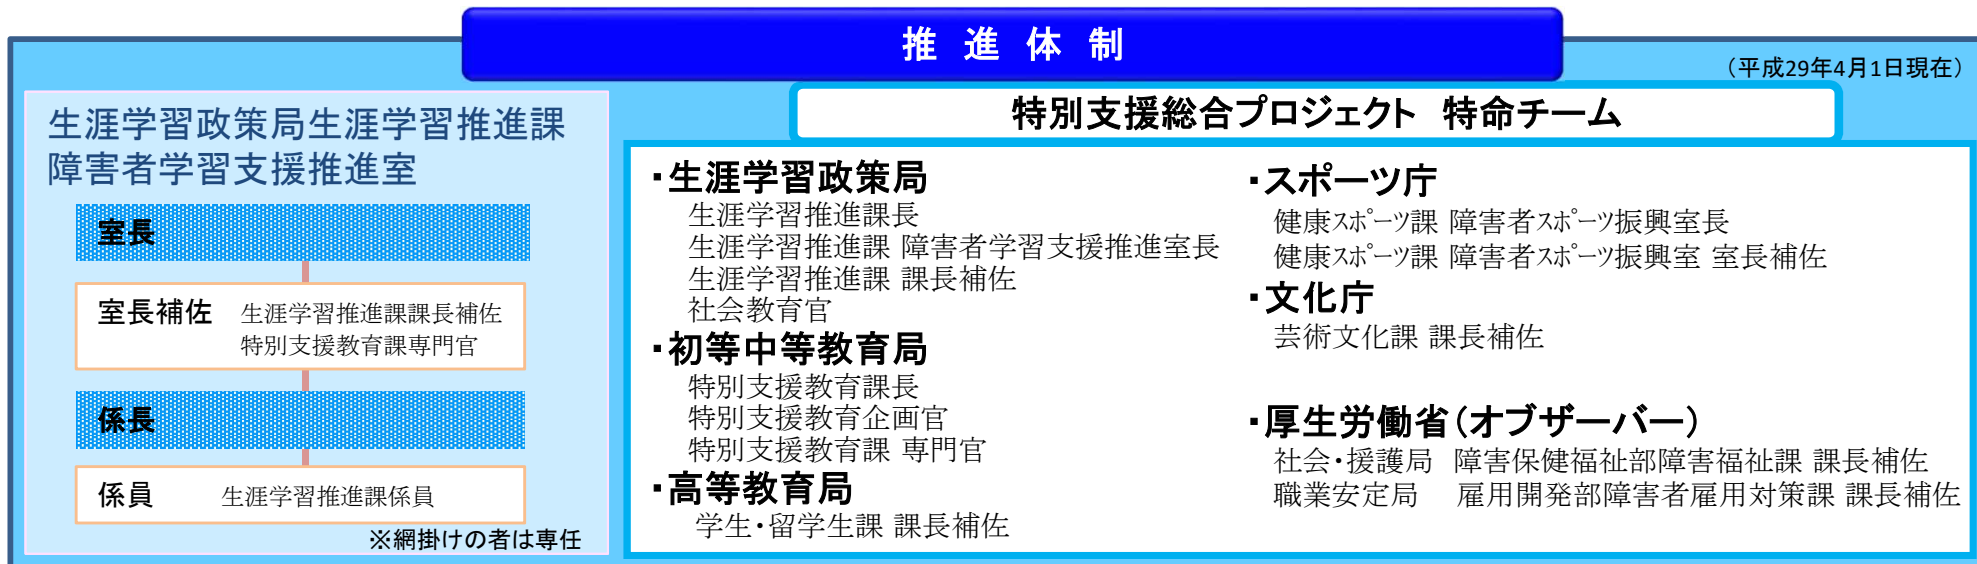 推 進 体 制
（平成29年4月1日現在）
生涯学習政策局生涯学習推進課
障害者学習支援推進室
室長
室長補佐 生涯学習推進課課長補佐
特別支援教育課専門官
係長
係員 生涯学習推進課係員
※網掛けの者は専任
特別支援総合プロジェクト 特命チーム
・生涯学習政策局
生涯学習推進課長
生涯学習推進課 障害者学習支援推進室長
生涯学習推進課 課長補佐
社会教育官
・初等中等教育局
特別支援教育課長
特別支援教育企画官
特別支援教育課 専門官
・高等教育局
学生・留学生課 課長補佐
・スポーツ庁
健康スポーツ課 障害者スポーツ振興室長
健康スポーツ課 障害者スポーツ振興室 室長補佐
・文化庁
芸術文化課 課長補佐
・厚生労働省（オブザーバー）
社会・援護局 障害保健福祉部障害福祉課 課長補佐
職業安定局 雇用開発部障害者雇用対策課 課長補佐